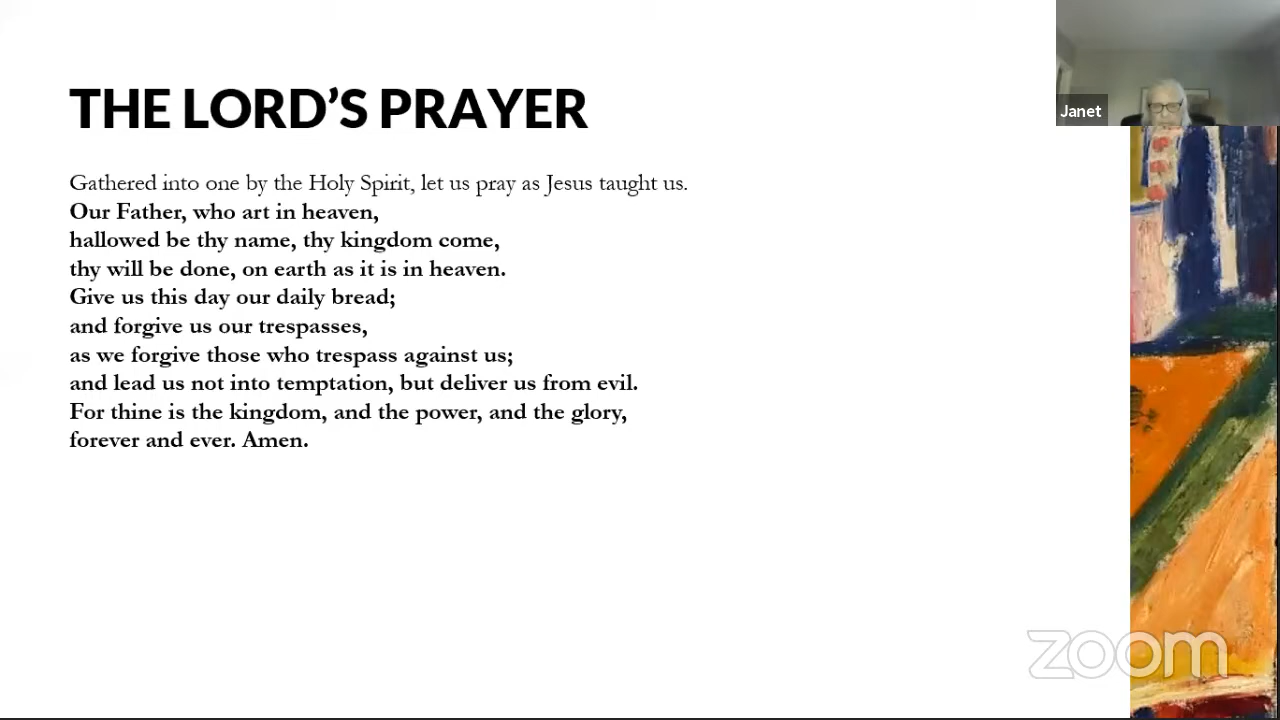 THE LORD'S PRAYER
Gathered into one by the Holy Spirit, let us pray as Jesus taught us.
Our Father, who art in heaven,
hallowed be thy name, thy kingdom come,
thy will be done, on earth as it is in heaven.
Give us this day our daily bread;
and forgive us our trespasses,
as we forgive those who trespass against us;
and lead us not into temptation, but deliver us from evil.
For thine is the kingdom, and the power, and the glory,
forever and ever. Amen.
Janet
zoom